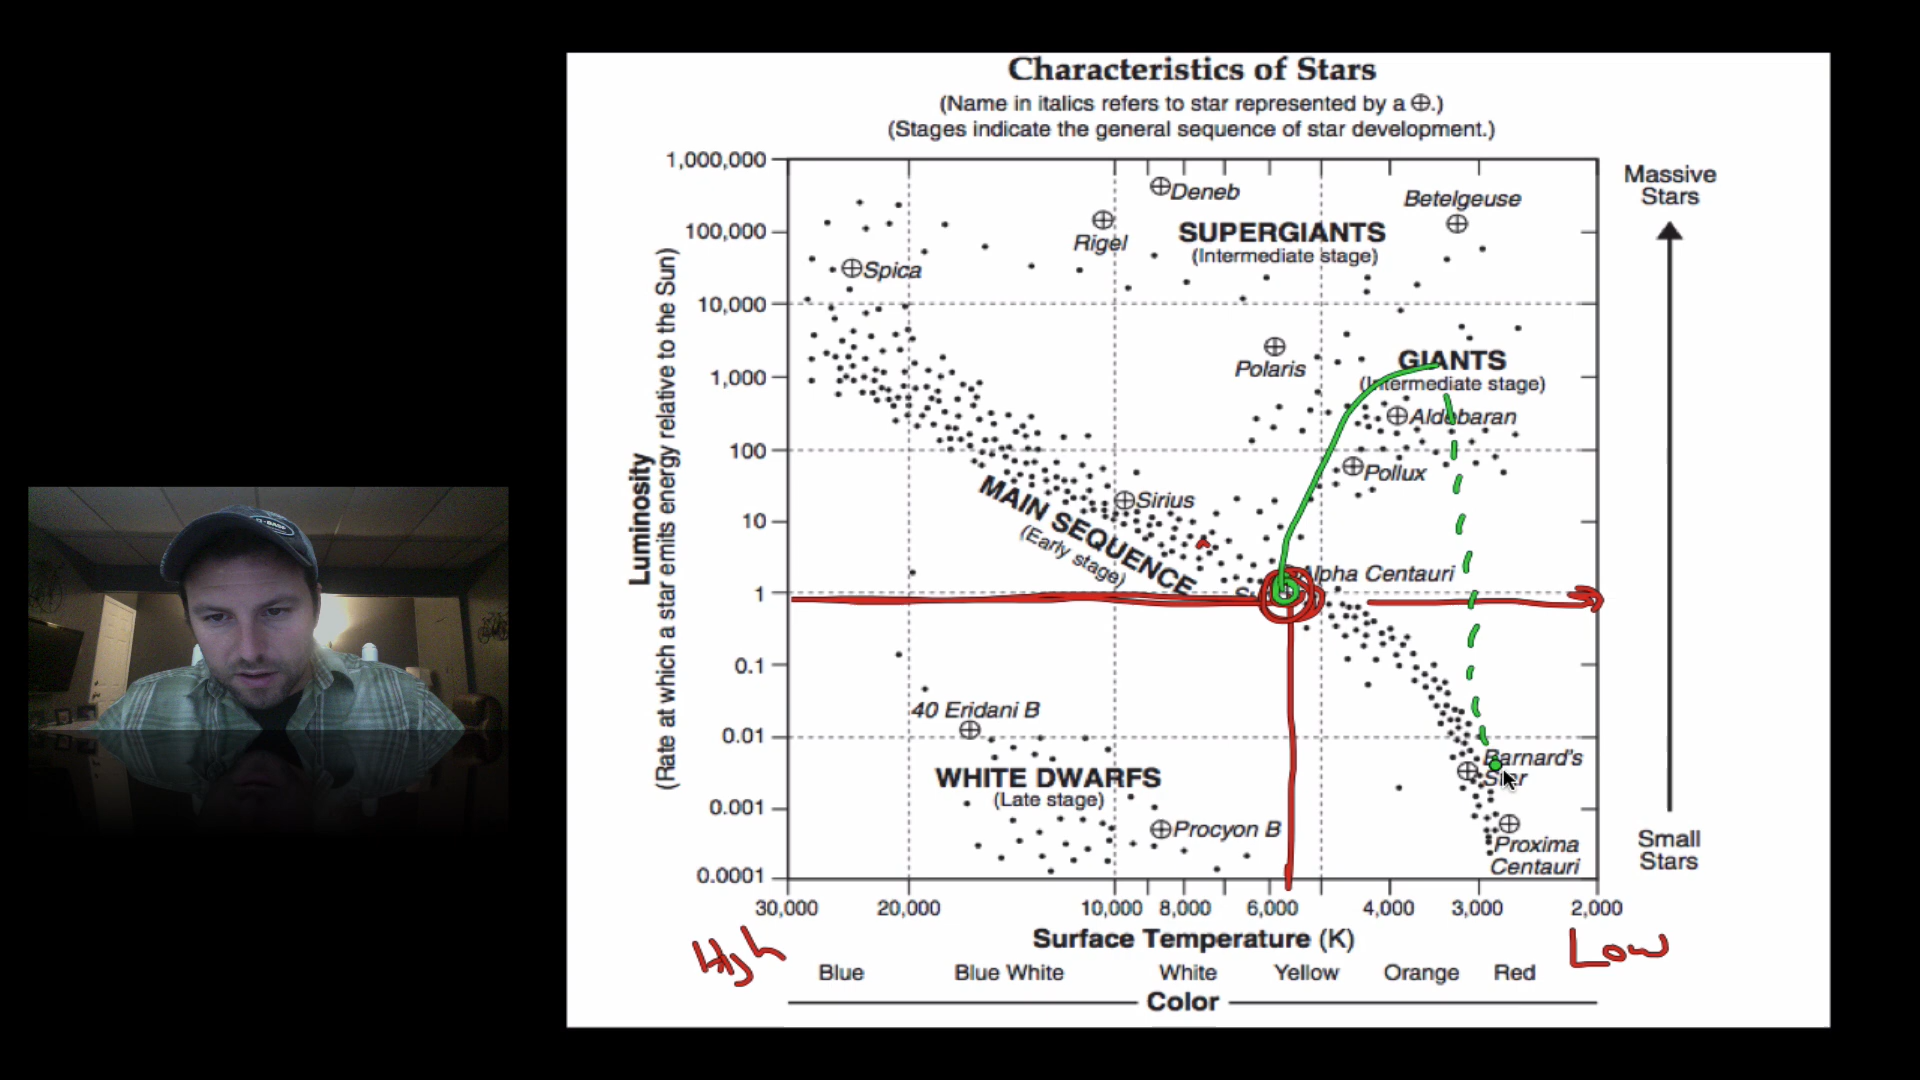 Characteristics of Stars
(Name in italics refers to star represented by a ⊕.)
(Stages indicate the general sequence of star development.)
1,000,000
100,000
10,000
1,000
100
10
1
0.1
0.01
0.001
0.0001
Luminosity
(Rate at which a star emits energy relative to the Sun)
Deneb
Betelgeuse
Rigel
SUPERGIANTS
(Intermediate stage)
Spica
Polaris
GIANTS
(Intermediate stage)
Aldebaran
Pollux
Sirius
MAIN SEQUENCE
(Early stage)
Alpha Centauri
40 Eridani B
WHITE DWARFS
(Late stage)
Procyon B
Barnard's
Star
Proxima
Centauri
Massive
Stars
Small
Stars
30,000 20,000 10,000 8,000 6,000 4,000 3,000 2,000
Surface Temperature (K)
High
Low
Blue Blue White White Yellow Orange Red
Color